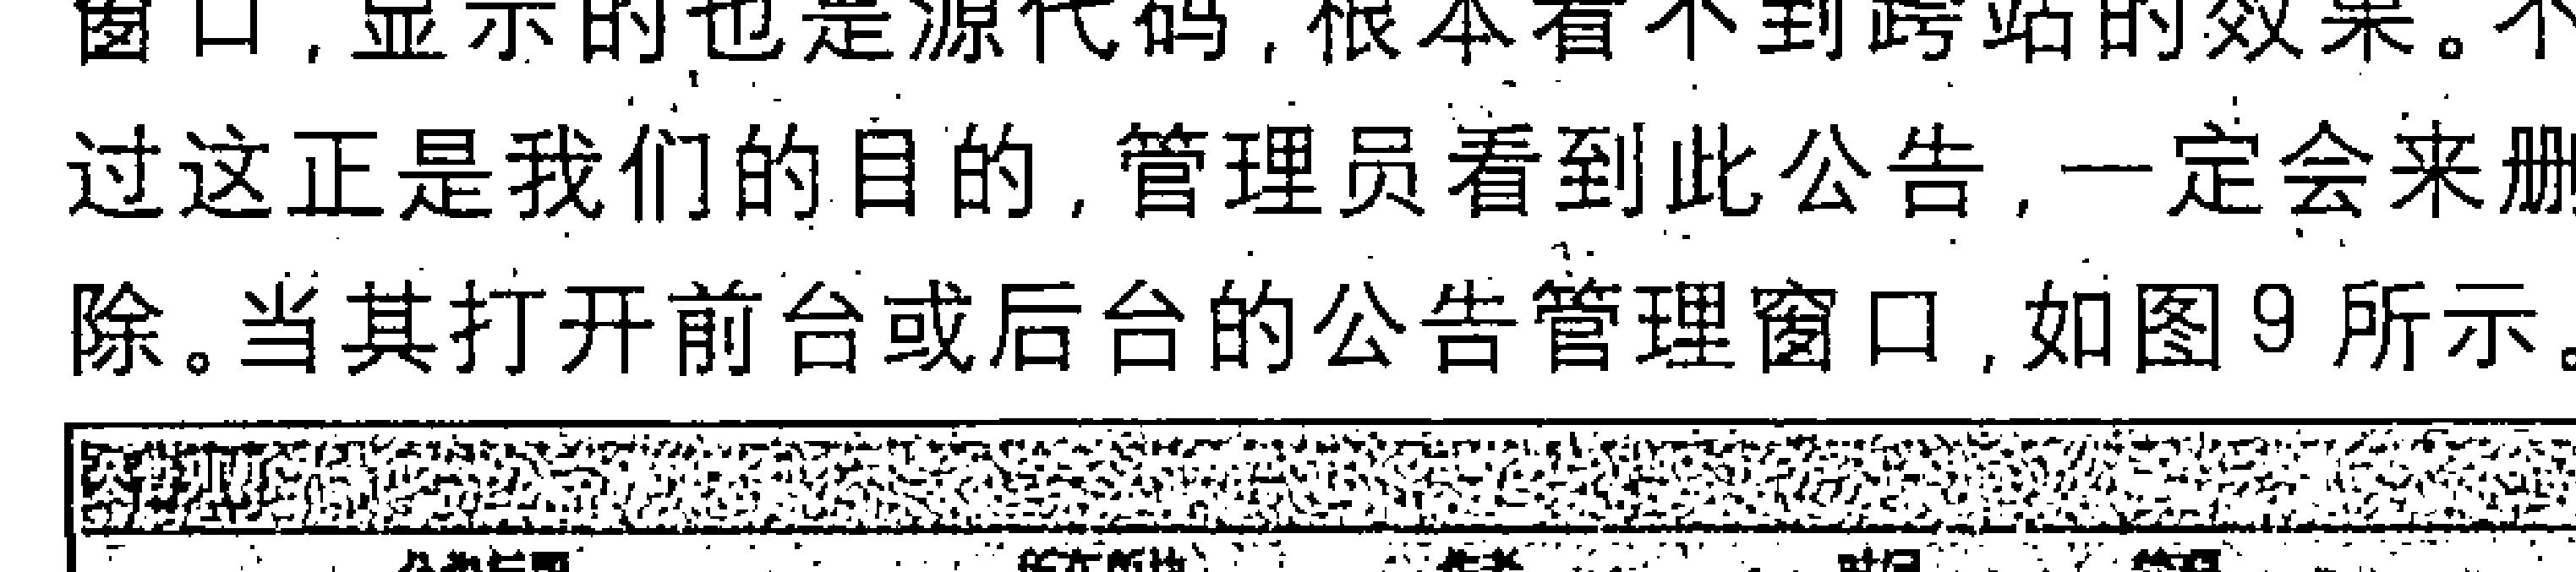 窗口,显示的也是源代码,根本看不到跨站的效果。不
过这正是我们的目的,管理员看到此公告,一定会来删
除。当其打开前台或后台的公告管理窗口,如图9所示。